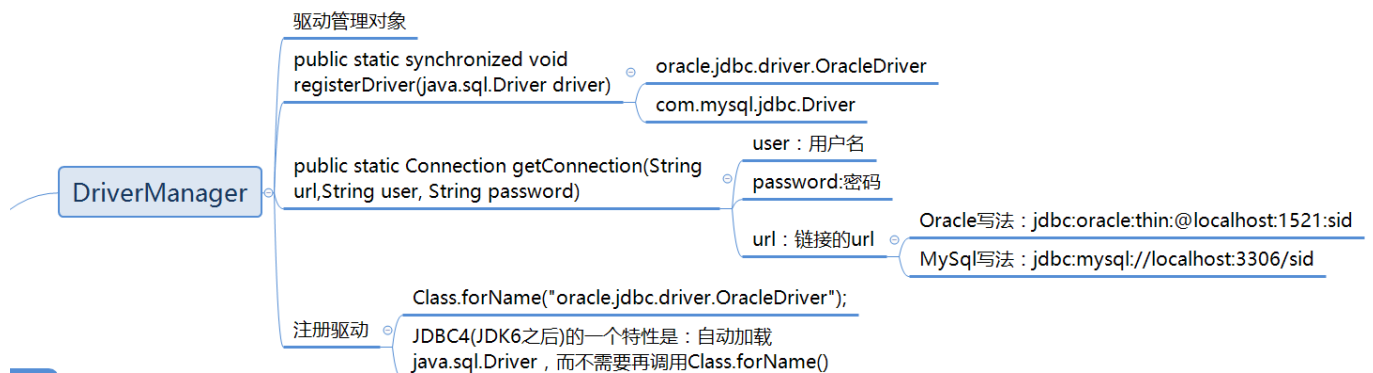 DriverManager
驱动管理对象
public static synchronized void
registerDriver(java.sql.Driver driver)
oracle.jdbc.driver.OracleDriver
com.mysql.jdbc.Driver
public static Connection getConnection(String
url,String user, String password)
user：用户名
password:密码
url：链接的url
Oracle写法：jdbc:oracle:thin:@localhost:1521:sid
MySql写法：jdbc:mysql://localhost:3306/sid
注册驱动
Class.forName("oracle.jdbc.driver.OracleDriver");
JDBC4(JDK6之后)的一个特性是：自动加载
java.sql.Driver，而不需要再调用Class.forName()